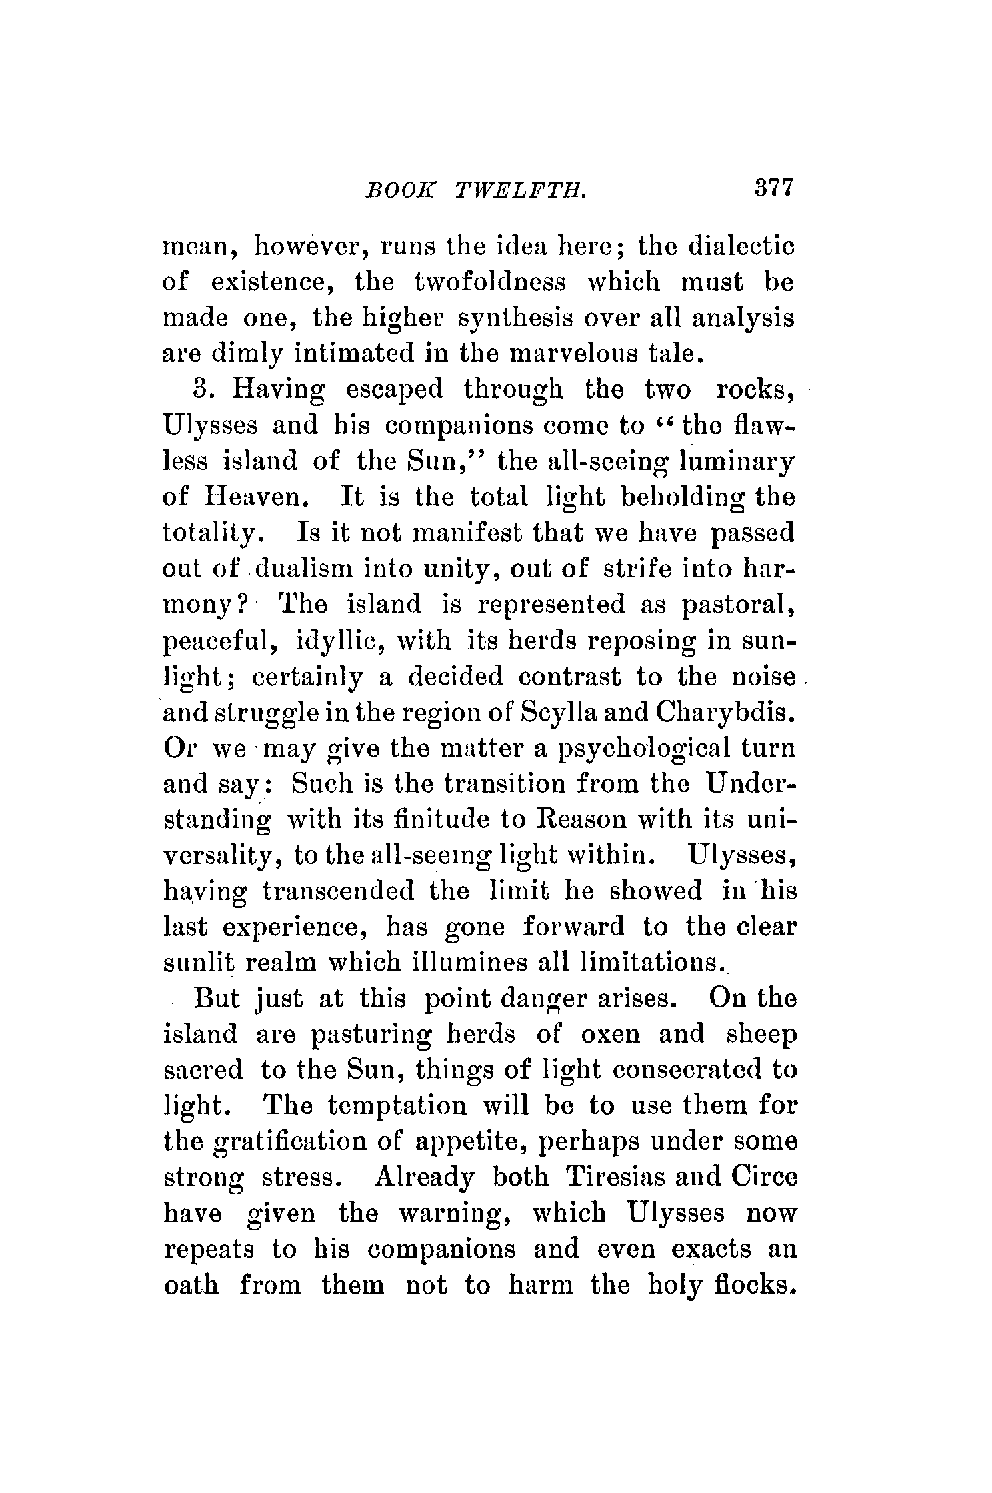 BOOK TWELFTH. 377
mean, however, runs the idea here; the dialectic
of existence, the twofoldness which must be
made one, the higher synthesis over all analysis
are dimly intimated in the marvelous tale.
3. Having escaped through the two rocks,
Ulysses and his companions come to "the flaw-
less island of the Sun," the all-seeing luminary
of Heaven. It is the total light beholding the
totality. Is it not manifest that we have passed
out of dualism into unity, out of strife into har-
mony? The island is represented as pastoral,
peaceful, idyllic, with its herds reposing in sun-
light; certainly a decided contrast to the noise
and struggle in the region of Scylla and Charybdis.
Or we may give the matter a psychological turn
and say: Such is the transition from the Under-
standing with its finitude to Reason with its uni-
versality, to the all-seeing light within. Ulysses,
having transcended the limit he showed in his
last experience, has gone forward to the clear
sunlit realm which illumines all limitations.
But just at this point danger arises. On the
island are pasturing herds of oxen and sheep
sacred to the Sun, things of light consecrated to
light. The temptation will be to use them for
the gratification of appetite, perhaps under some
strong stress. Already both Tiresias and Circe
have given the warning, which Ulysses now
repeats to his companions and even exacts an
oath from them not to harm the holy flocks.